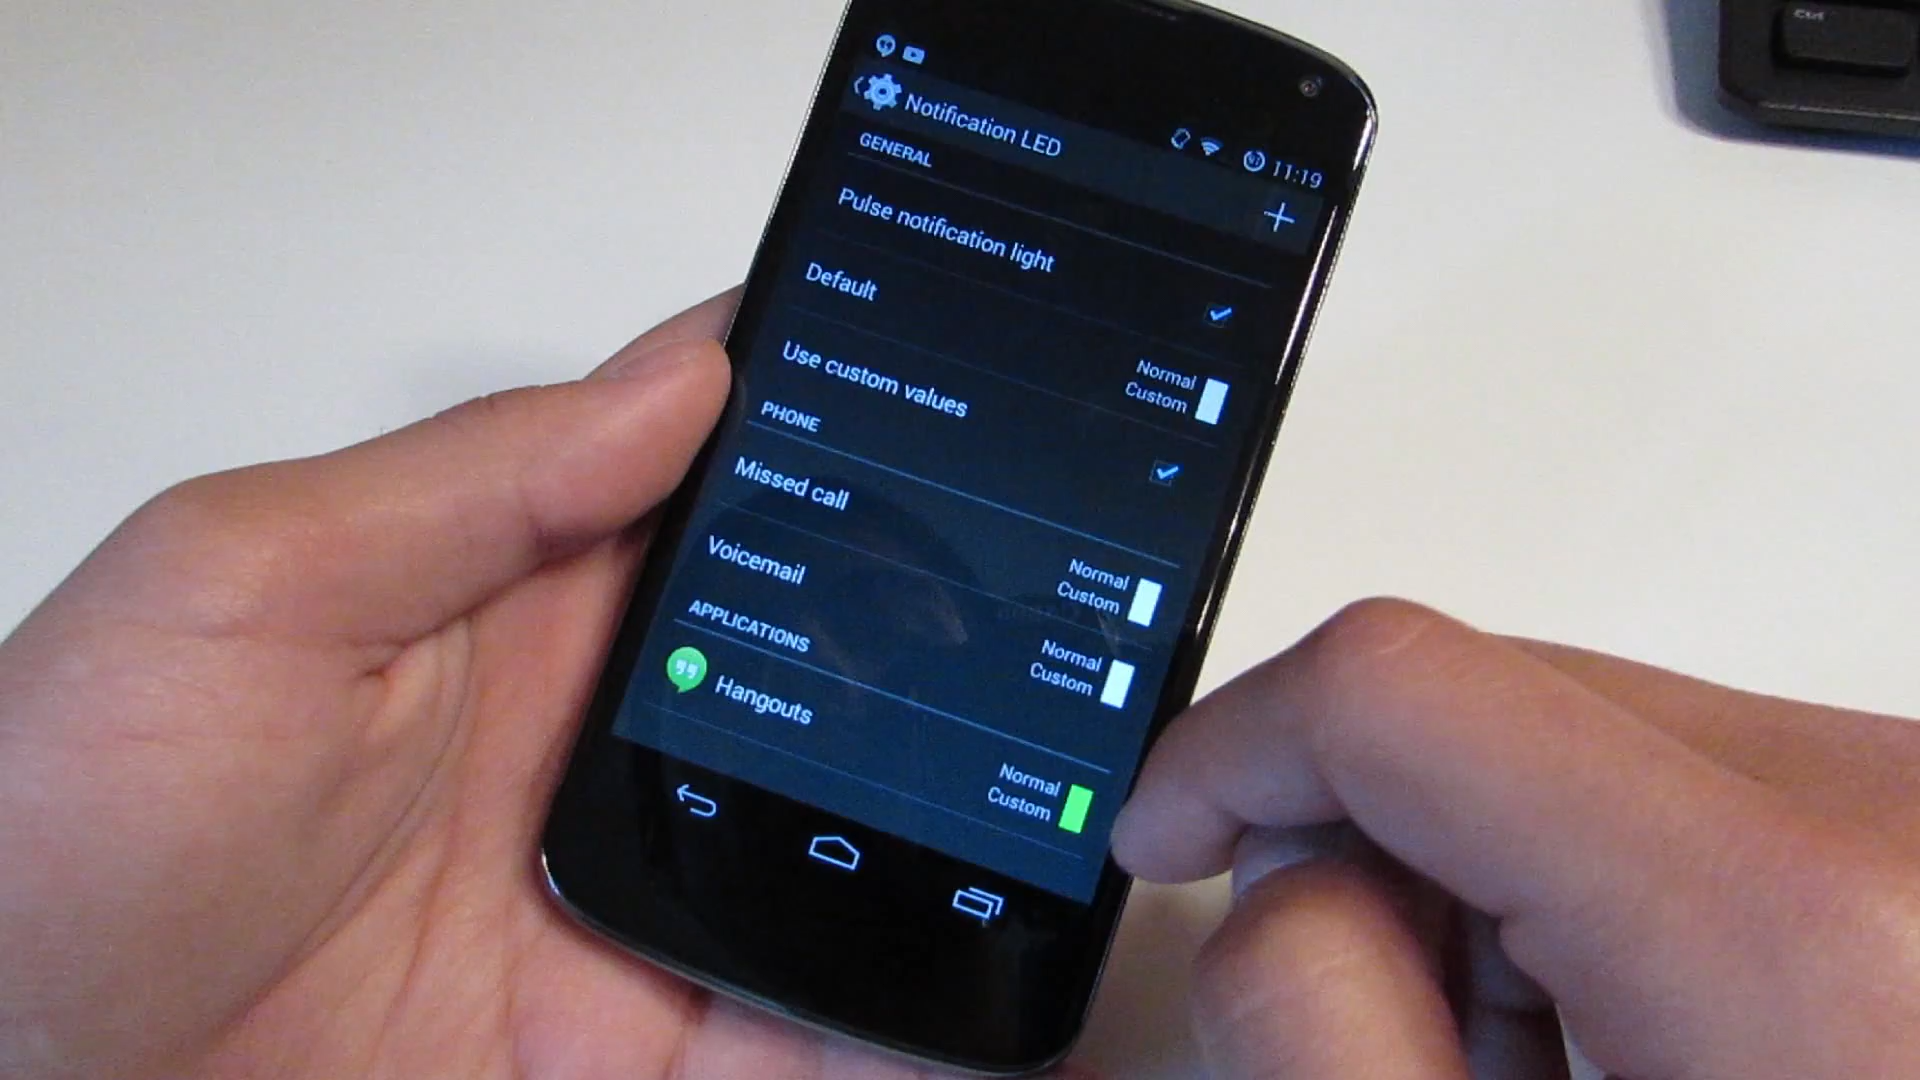 Notification LED
11:19
GENERAL
Pulse notification light
Default
Normal
Custom
Use custom values
PHONE
Missed call
Normal
Custom
Voicemail
Normal
Custom
APPLICATIONS
Hangouts
Normal
Custom
Ctrl